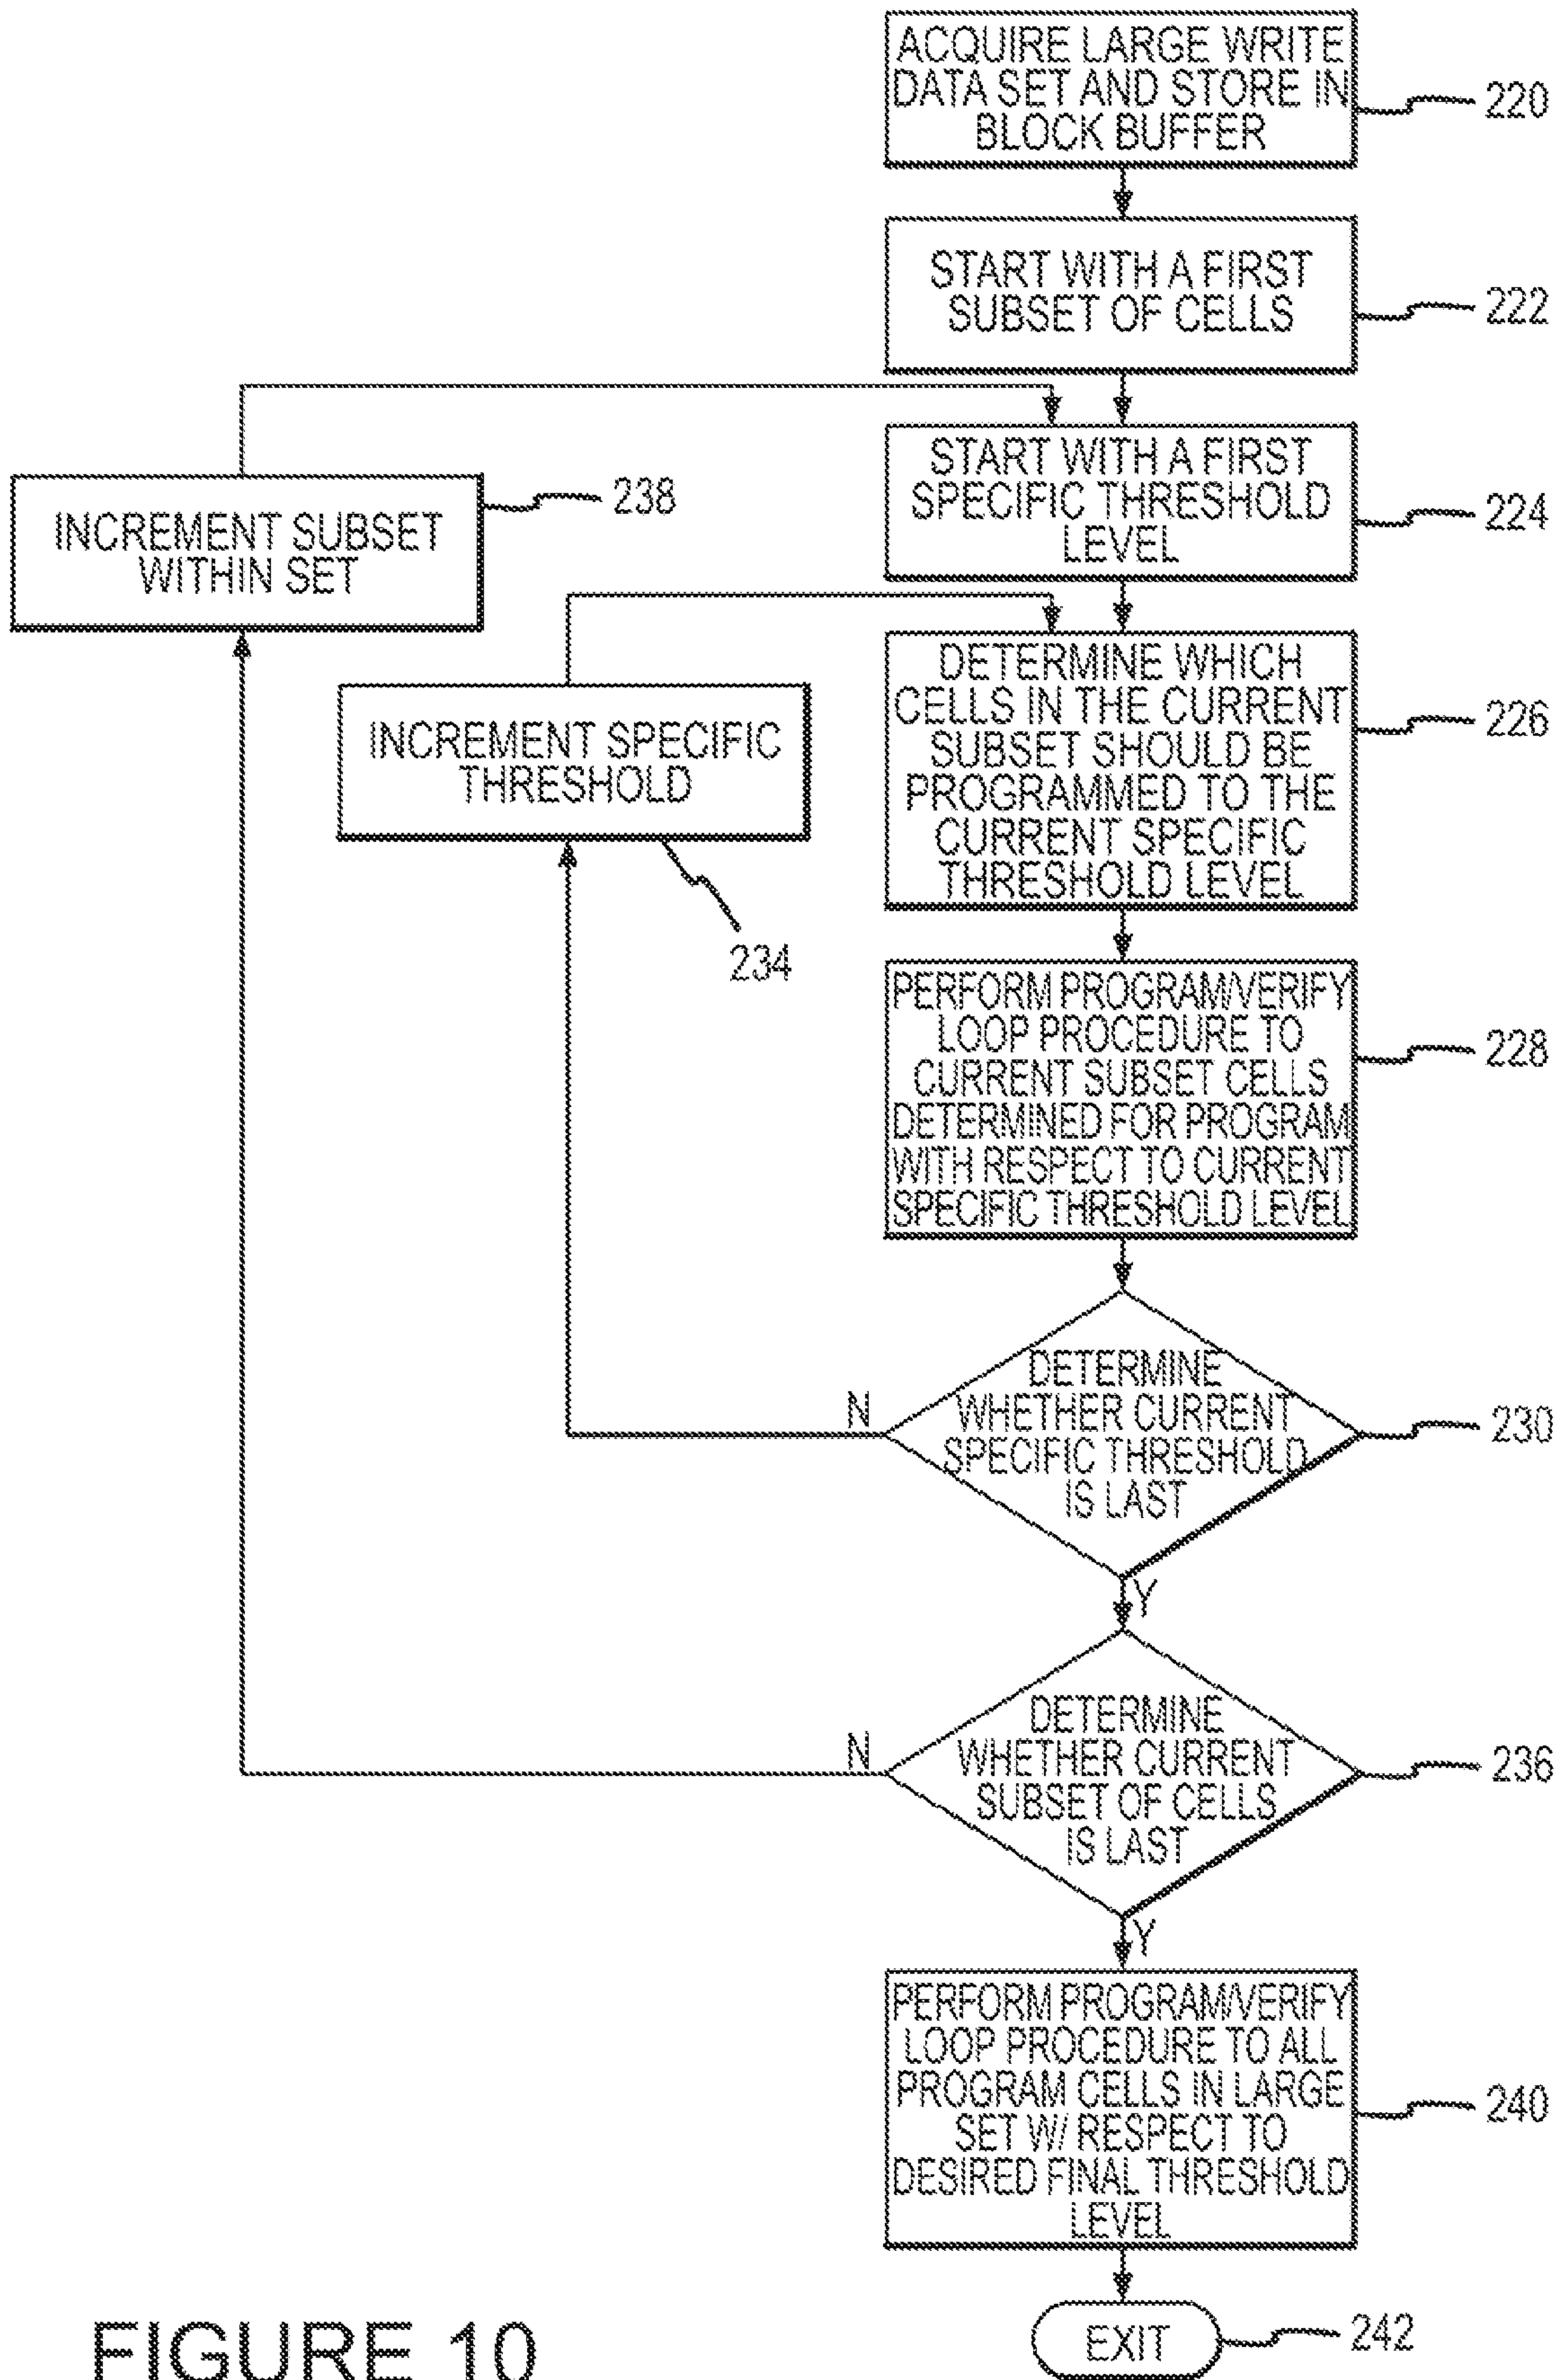 ACQUIRE LARGE WRITE
DATA SET AND STORE IN
BLOCK BUFFER
220
START WITH A FIRST
SUBSET OF CELLS
222
START WITH A FIRST
SPECIFIC THRESHOLD
LEVEL
224
INCREMENT SUBSET
WITHIN SET
238
INCREMENT SPECIFIC
THRESHOLD
234
DETERMINE WHICH
CELLS IN THE CURRENT
SUBSET SHOULD BE
PROGRAMMED TO THE
CURRENT SPECIFIC
THRESHOLD LEVEL
226
PERFORM PROGRAM/VERIFY
LOOP PROCEDURE TO
CURRENT SUBSET CELLS
DETERMINED FOR PROGRAM
WITH RESPECT TO CURRENT
SPECIFIC THRESHOLD LEVEL
228
DETERMINE
WHETHER CURRENT
SPECIFIC THRESHOLD
IS LAST
230
N
Y
DETERMINE
WHETHER CURRENT
SUBSET OF CELLS
IS LAST
236
N
Y
PERFORM PROGRAM/VERIFY
LOOP PROCEDURE TO ALL
PROGRAM CELLS IN LARGE
SET W/ RESPECT TO
DESIRED FINAL THRESHOLD
LEVEL
240
EXIT
242
FIGURE 10